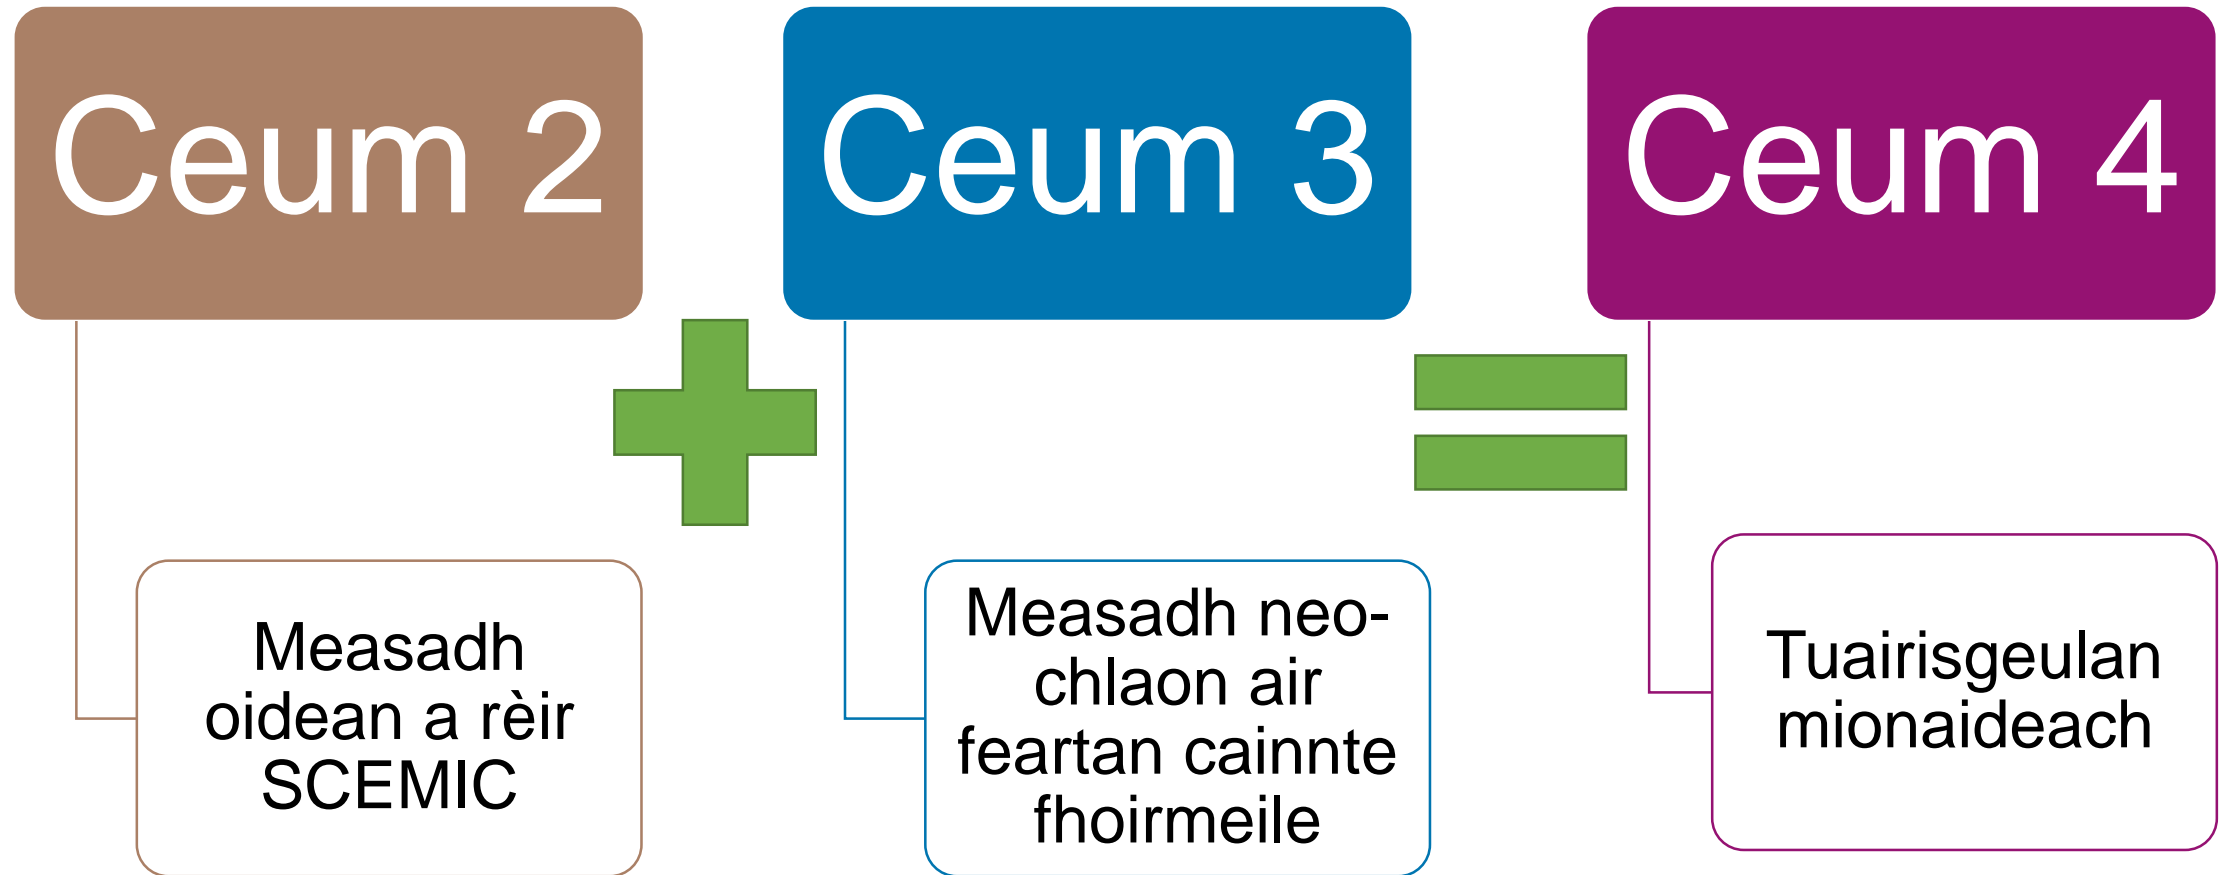 Ceum 2
Ceum 3
Ceum 4
Measadh
oidean a rèir
SCEMIC
Measadh neo-
chlaon air
feartan cainnte
fhoirmeile
Tuairisgeulan
mionaideach